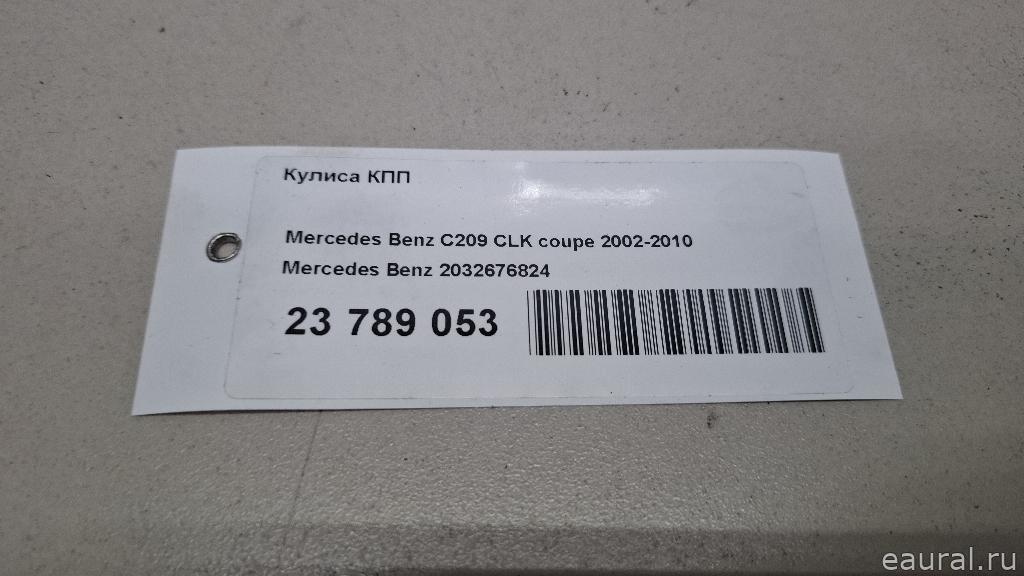 Кулиса КПП
Mercedes Benz C209 CLK coupe 2002-2010
Mercedes Benz 2032676824
23 789 053
eaural.ru